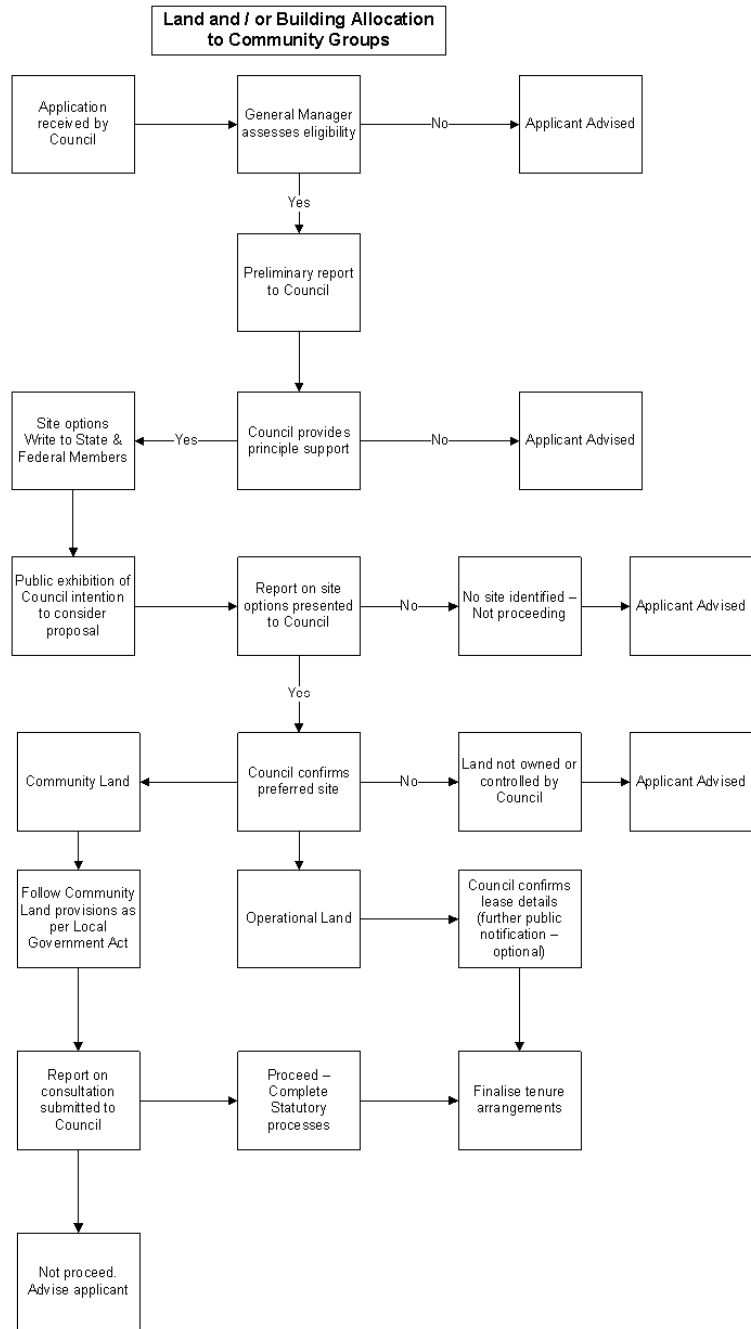 Land and / or Building Allocation
to Community Groups
Application
received by
Council
General Manager
assesses eligibility
No
Applicant Advised
Yes
Preliminary report
to Council
Site options
Write to State &
Federal Members
Yes
Council provides
principle support
No
Applicant Advised
Public exhibition of
Council intention
to consider
proposal
Report on site
options presented
to Council
No
No site identified –
Not proceeding
Applicant Advised
Yes
Community Land
Council confirms
preferred site
No
Land not owned or
controlled by
Council
Applicant Advised
Follow Community
Land provisions as
per Local
Government Act
Operational Land
Council confirms
lease details
(further public
notification –
optional)
Report on
consultation
submitted to
Council
Proceed –
Complete
Statutory
processes
Finalise tenure
arrangements
Not proceed.
Advise applicant